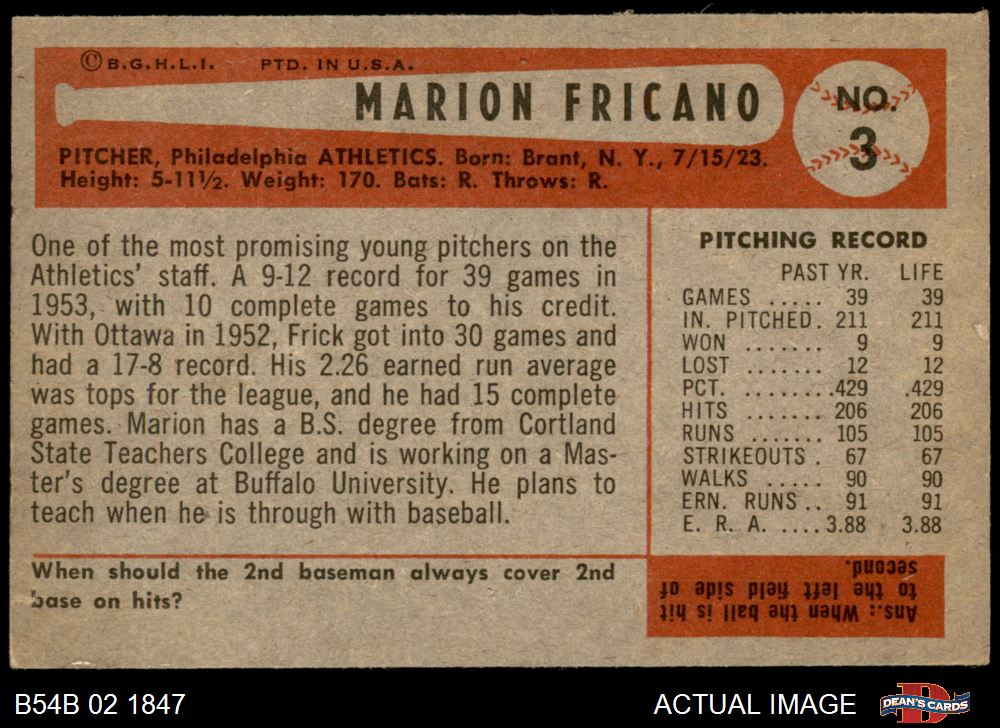 © B.G.H.L.I. PTD. IN U.S.A.
MARION FRICANO
NO.
3
PITCHER, Philadelphia ATHLETICS. Born: Brant, N. Y., 7/15/23.
Height: 5-11½. Weight: 170. Bats: R. Throws: R.
One of the most promising young pitchers on the
Athletics' staff. A 9-12 record for 39 games in
1953, with 10 complete games to his credit.
With Ottawa in 1952, Frick got into 30 games and
had a 17-8 record. His 2.26 earned run average
was tops for the league, and he had 15 complete
games. Marion has a B.S. degree from Cortland
State Teachers College and is working on a Mas-
ter's degree at Buffalo University. He plans to
teach when he is through with baseball.
PITCHING RECORD
PAST YR. LIFE
GAMES ..... 39 39
IN. PITCHED. 211 211
WON ....... 9 9
LOST ....... 12 12
PCT. ....... .429 .429
HITS ....... 206 206
RUNS ....... 105 105
STRIKEOUTS . 67 67
WALKS ..... 90 90
ERN. RUNS .. 91 91
E. R. A. .... 3.88 3.88
When should the 2nd baseman always cover 2nd
base on hits?
Ans.: When the ball is hit
to the left field side of
second.
B54B 02 1847
ACTUAL IMAGE
D
DEAN'S CARDS